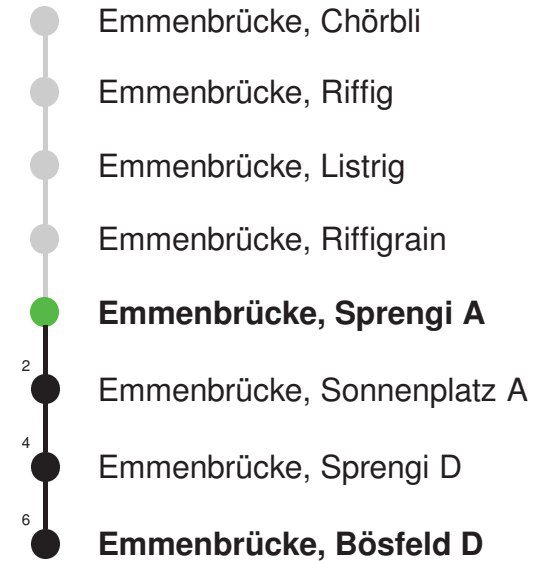 Emmenbrücke, Chörbli
Emmenbrücke, Riffig
Emmenbrücke, Listrig
Emmenbrücke, Riffigrain
Emmenbrücke, Sprengi A
2
Emmenbrücke, Sonnenplatz A
4
Emmenbrücke, Sprengi D
6
Emmenbrücke, Bösfeld D